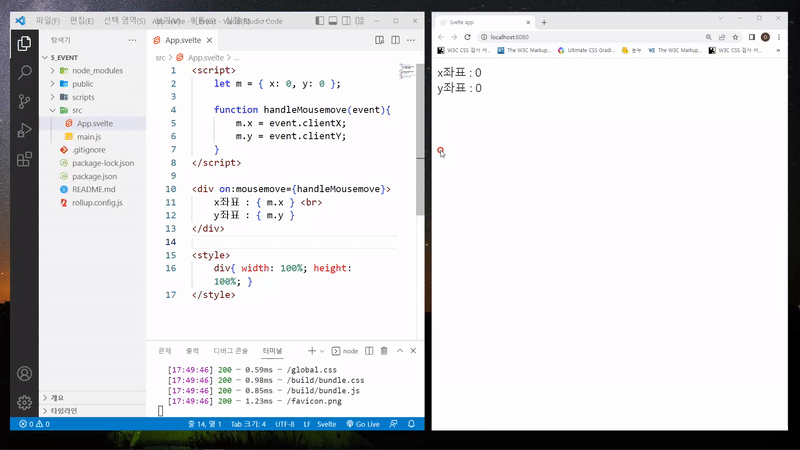 파일(F) 편집(E) 선택 영역(S)
Visual Studio Code
탐색기
5_EVENT
node_modules
public
scripts
src
App.svelte
main.js
.gitignore
package-lock.json
package.json
README.md
rollup.config.js
개요
타임라인
App.svelte
src > App.svelte > ...
1 <script>
2 let m = { x: 0, y: 0 };
3
4 function handleMousemove(event){
5 m.x = event.clientX;
6 m.y = event.clientY;
7 }
8 </script>
9
10 <div on:mousemove={handleMousemove}>
11 x좌표 : { m.x } <br>
12 y좌표 : { m.y }
13 </div>
14
15 <style>
16 div{ width: 100%; height:
100%; }
17 </style>
문제 출력 디버그 콘솔 터미널 node
[17:49:46] 200 — 0.59ms — /global.css
[17:49:46] 200 — 0.98ms — /build/bundle.css
[17:49:46] 200 — 0.85ms — /build/bundle.js
[17:49:46] 200 — 1.23ms — /favicon.png
0 0 줄 14, 열 1 탭 크기: 4 UTF-8 LF Svelte Go Live
Svelte app
localhost:8080
W3C CSS 검사 서... The W3C Markup... Ultimate CSS Gradi... 눈누 The W3C Markup... W3C CSS 검사 서...
x좌표 : 0
y좌표 : 0